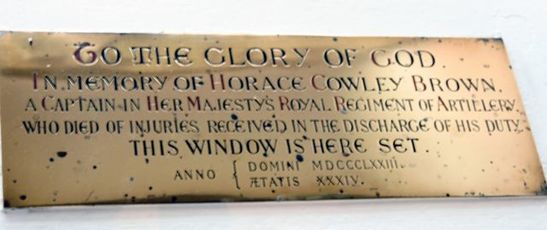 TO THE GLORY OF GOD.
IN MEMORY OF HORACE COWLEY BROWN.
A CAPTAIN IN HER MAJESTY'S ROYAL REGIMENT OF ARTILLERY.
WHO DIED OF INJURIES RECEIVED IN THE DISCHARGE OF HIS DUTY
THIS WINDOW IS HERE SET.
ANNO { DOMINI MDCCCLXXIII.
ÆTATIS XXXIV.